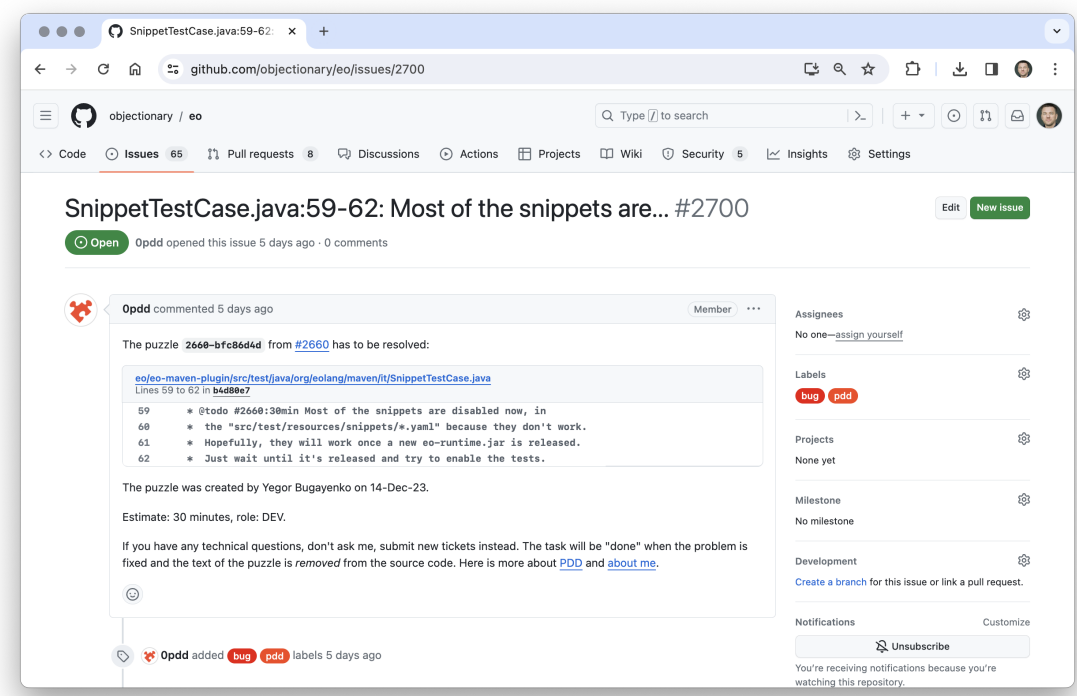 SnippetTestCase.java:59-62:
github.com/objectionary/eo/issues/2700
objectionary / eo
Type / to search
Code
Issues 65
Pull requests 8
Discussions
Actions
Projects
Wiki
Security 5
Insights
Settings
SnippetTestCase.java:59-62: Most of the snippets are... #2700
Edit
New issue
Open
0pdd opened this issue 5 days ago · 0 comments
0pdd commented 5 days ago
Member
The puzzle 2660-bfc86d4d from #2660 has to be resolved:
eo/eo-maven-plugin/src/test/java/org/eolang/maven/it/SnippetTestCase.java
Lines 59 to 62 in b4d80e7
59 * @todo #2660:30min Most of the snippets are disabled now, in
60 * the "src/test/resources/snippets/*.yaml" because they don't work.
61 * Hopefully, they will work once a new eo-runtime.jar is released.
62 * Just wait until it's released and try to enable the tests.
The puzzle was created by Yegor Bugayenko on 14-Dec-23.
Estimate: 30 minutes, role: DEV.
If you have any technical questions, don't ask me, submit new tickets instead. The task will be "done" when the problem is
fixed and the text of the puzzle is removed from the source code. Here is more about PDD and about me.
0pdd added bug pdd labels 5 days ago
Assignees
No one—assign yourself
Labels
bug pdd
Projects
None yet
Milestone
No milestone
Development
Create a branch for this issue or link a pull request.
Notifications
Customize
Unsubscribe
You're receiving notifications because you're
watching this repository.